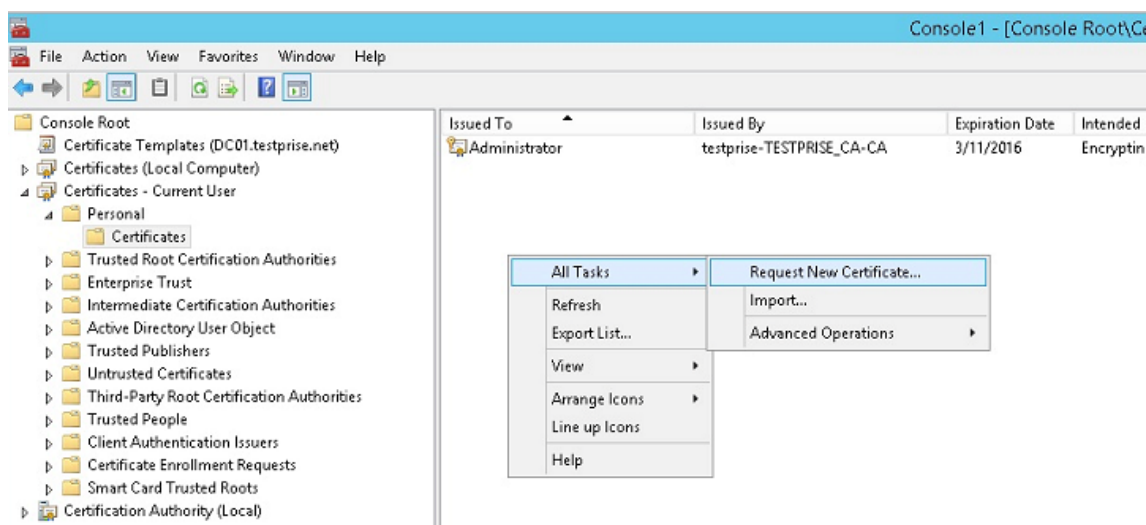 Console1 - [Console Root\Ce
File Action View Favorites Window Help
Console Root
Certificate Templates (DC01.testprise.net)
Certificates (Local Computer)
Certificates - Current User
Personal
Certificates
Trusted Root Certification Authorities
Enterprise Trust
Intermediate Certification Authorities
Active Directory User Object
Trusted Publishers
Untrusted Certificates
Third-Party Root Certification Authorities
Trusted People
Client Authentication Issuers
Certificate Enrollment Requests
Smart Card Trusted Roots
Certification Authority (Local)
Issued To Issued By Expiration Date Intended
Administrator testprise-TESTPRISE_CA-CA 3/11/2016 Encryptin
All Tasks
Refresh
Export List...
View
Arrange Icons
Line up Icons
Help
Request New Certificate...
Import...
Advanced Operations